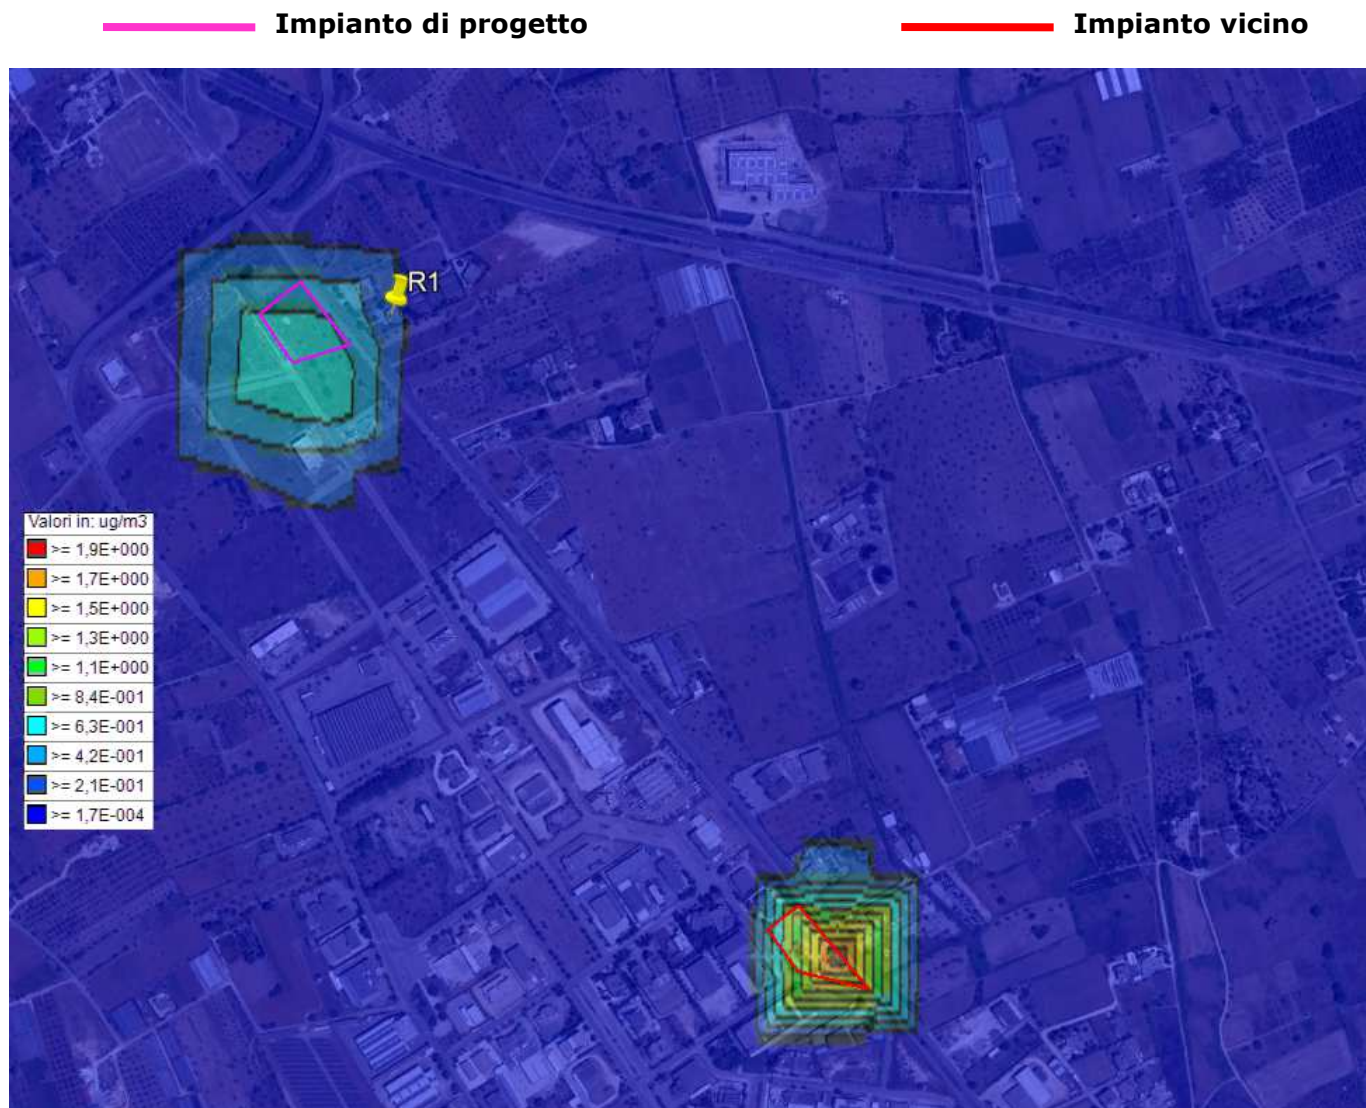 Impianto di progetto
Impianto vicino
R1
Valori in: ug/m3
>= 1,9E+000
>= 1,7E+000
>= 1,5E+000
>= 1,3E+000
>= 1,1E+000
>= 8,4E-001
>= 6,3E-001
>= 4,2E-001
>= 2,1E-001
>= 1,7E-004